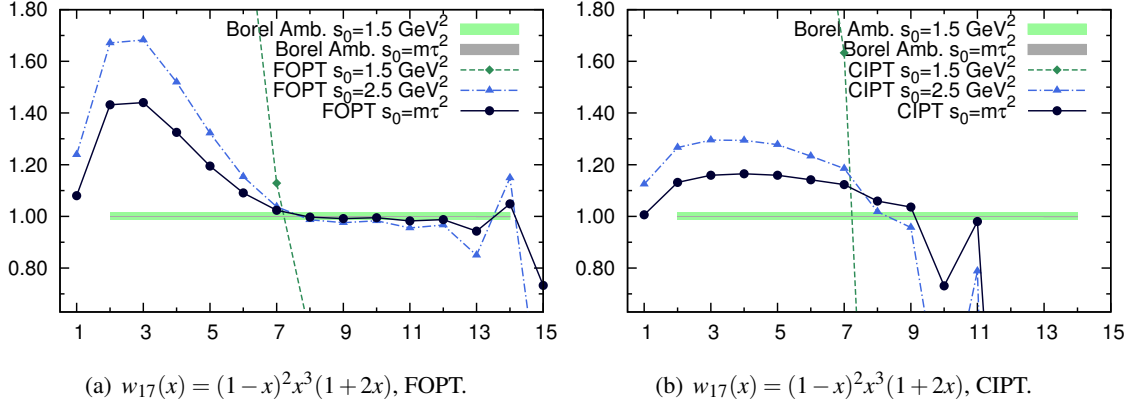 1.80
1.60
1.40
1.20
1.00
0.80
1 3 5 7 9 11 13 15
Borel Amb. s₀=1.5 GeV²
Borel Amb. s₀=mτ²
FOPT s₀=1.5 GeV²
FOPT s₀=2.5 GeV²
FOPT s₀=mτ²
(a) w₁₇(x) = (1−x)²x³(1+2x), FOPT.
1.80
1.60
1.40
1.20
1.00
0.80
1 3 5 7 9 11 13 15
Borel Amb. s₀=1.5 GeV²
Borel Amb. s₀=mτ²
CIPT s₀=1.5 GeV²
CIPT s₀=2.5 GeV²
CIPT s₀=mτ²
(b) w₁₇(x) = (1−x)²x³(1+2x), CIPT.